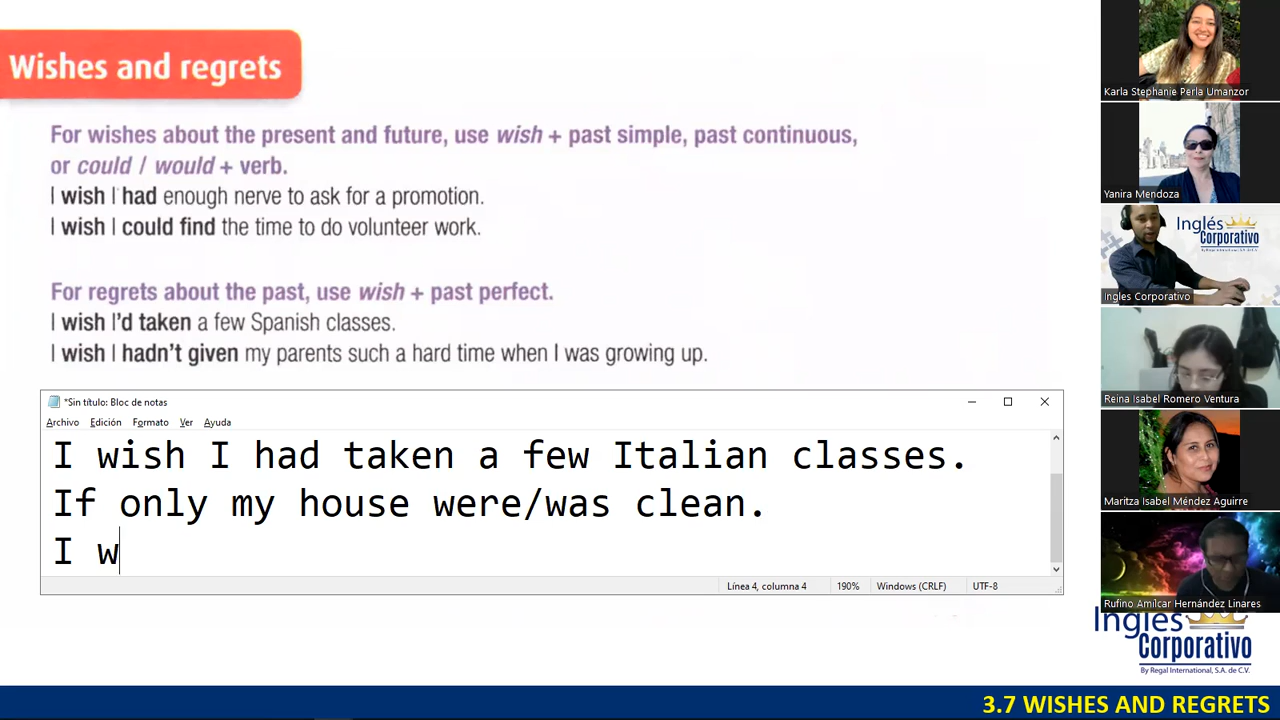 Wishes and regrets
For wishes about the present and future, use wish + past simple, past continuous,
or could / would + verb.
I wish I had enough nerve to ask for a promotion.
I wish I could find the time to do volunteer work.
For regrets about the past, use wish + past perfect.
I wish I'd taken a few Spanish classes.
I wish I hadn't given my parents such a hard time when I was growing up.
*Sin título: Bloc de notas
Archivo Edición Formato Ver Ayuda
I wish I had taken a few Italian classes.
If only my house were/was clean.
I w
Línea 4, columna 4 190% Windows (CRLF) UTF-8
Karla Stephanie Perla Umanzor
Yanira Mendoza
Inglés
Corporativo
Ingles Corporativo
Reina Isabel Romero Ventura
Maritza Isabel Méndez Aguirre
Rufino Amílcar Hernández Linares
Inglés
Corporativo
By Regal International, S.A. de C.V.
3.7 WISHES AND REGRETS